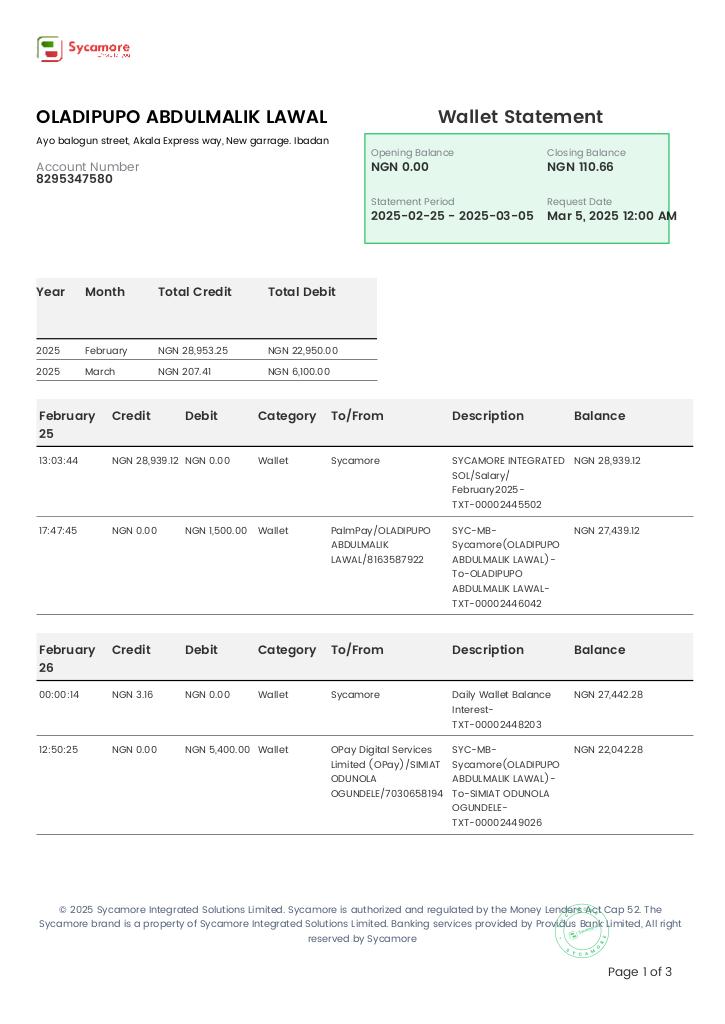 Sycamore
OLADIPUPO ABDULMALIK LAWAL
Ayo balogun street, Akala Express way, New garrage. Ibadan
Account Number
8295347580
Wallet Statement
Opening Balance Closing Balance
NGN 0.00 NGN 110.66
Statement Period Request Date
2025-02-25 - 2025-03-05 Mar 5, 2025 12:00 AM
Year Month Total Credit Total Debit
2025 February NGN 28,953.25 NGN 22,950.00
2025 March NGN 207.41 NGN 6,100.00
February Credit Debit Category To/From Description Balance
25
13:03:44 NGN 28,939.12 NGN 0.00 Wallet Sycamore SYCAMORE INTEGRATED NGN 28,939.12
SOL/Salary/
February2025-
TXT-00002445502
17:47:45 NGN 0.00 NGN 1,500.00 Wallet PalmPay/OLADIPUPO SYC-MB- NGN 27,439.12
ABDULMALIK Sycamore(OLADIPUPO
LAWAL/8163587922 ABDULMALIK LAWAL) -
To-OLADIPUPO
ABDULMALIK LAWAL-
TXT-00002446042
February Credit Debit Category To/From Description Balance
26
00:00:14 NGN 3.16 NGN 0.00 Wallet Sycamore Daily Wallet Balance NGN 27,442.28
Interest-
TXT-00002448203
12:50:25 NGN 0.00 NGN 5,400.00 Wallet OPay Digital Services SYC-MB- NGN 22,042.28
Limited (OPay)/SIMIAT Sycamore(OLADIPUPO
ODUNOLA ABDULMALIK LAWAL) -
OGUNDELE/7030658194 To-SIMIAT ODUNOLA
OGUNDELE-
TXT-00002449026
© 2025 Sycamore Integrated Solutions Limited. Sycamore is authorized and regulated by the Money Lenders Act Cap 52. The
Sycamore brand is a property of Sycamore Integrated Solutions Limited. Banking services provided by Providus Bank Limited, All right
reserved by Sycamore
SYCAMORE
Page 1 of 3